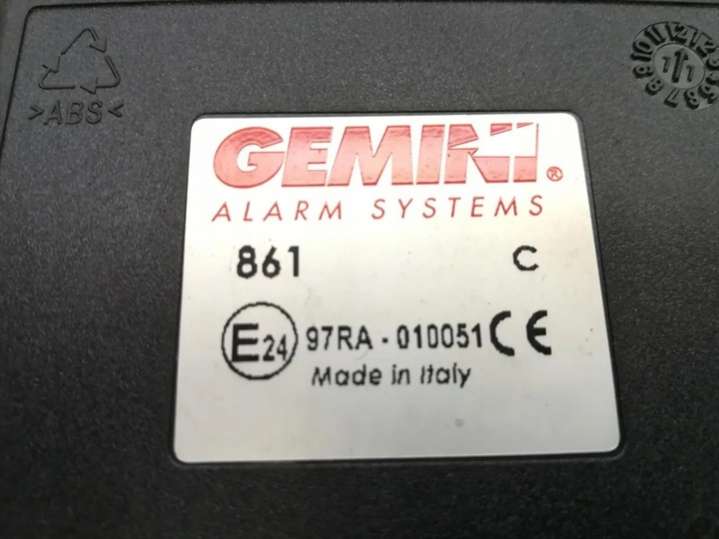 >ABS<
GEMINI®
ALARM SYSTEMS
861 C
E24 97RA-010051 CE
Made in Italy